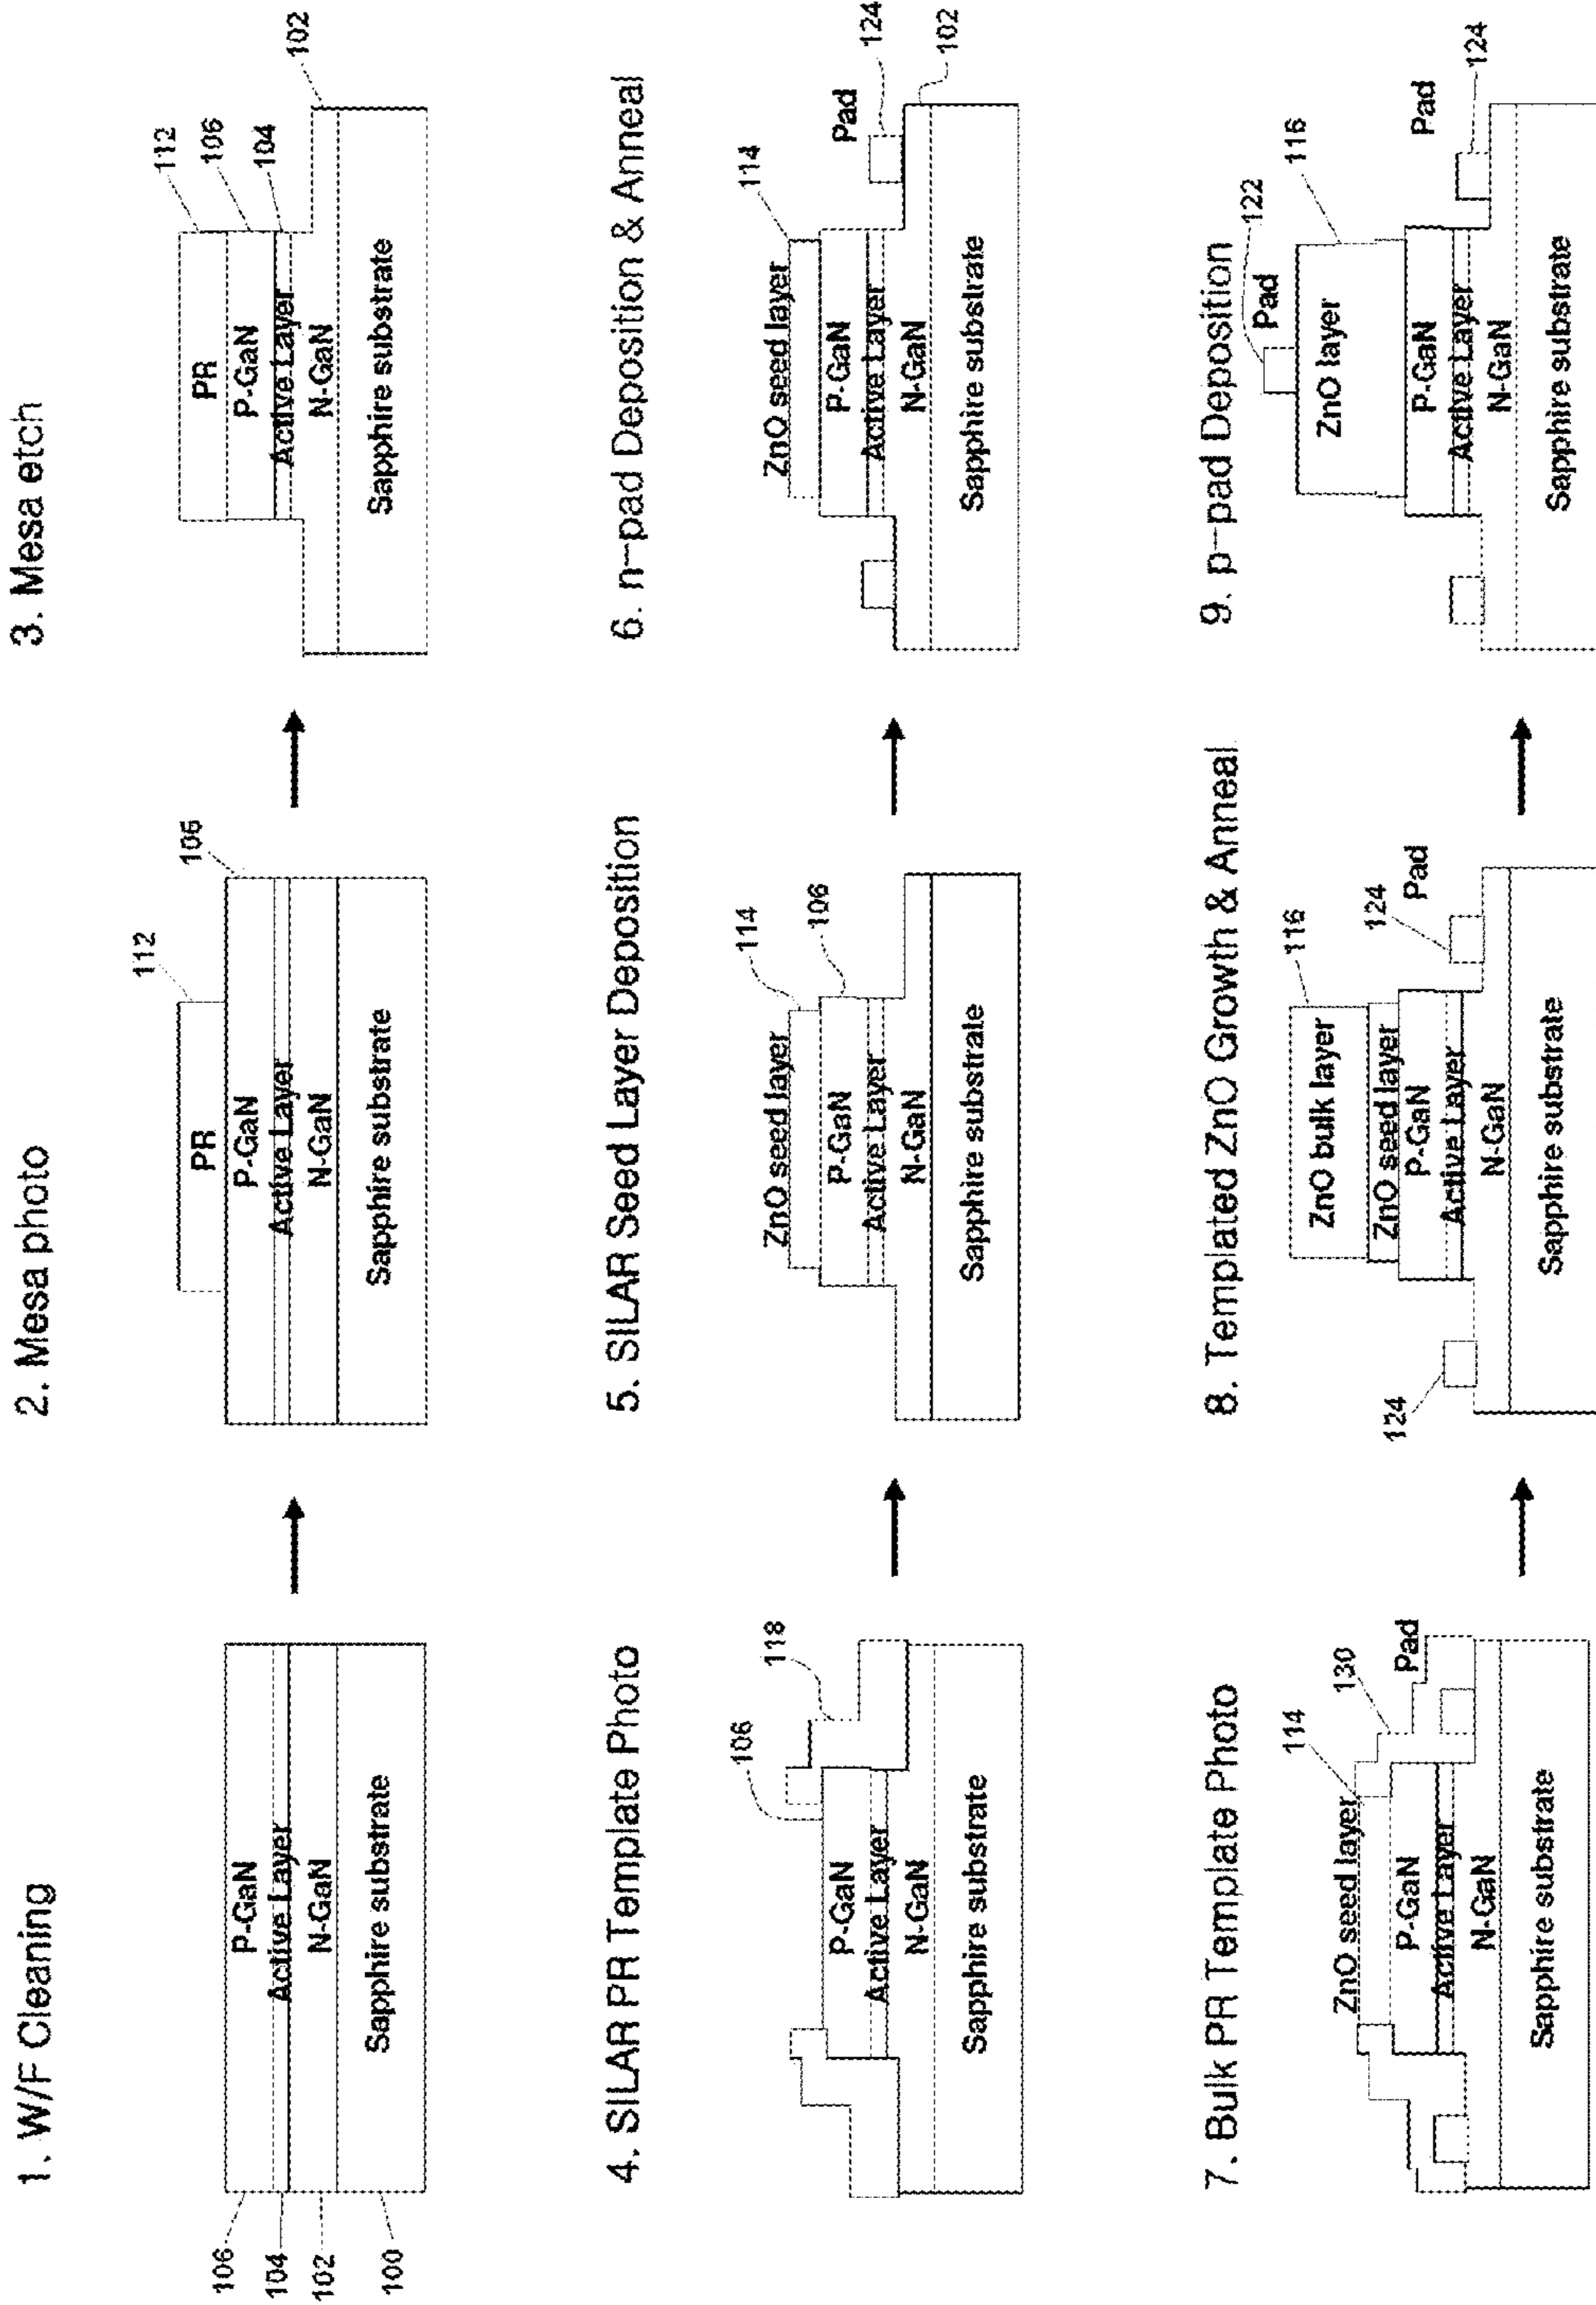 1. W/F Cleaning
P-GaN
Active Layer
N-GaN
Sapphire substrate
106
104
102
100
2. Mesa photo
112
106
PR
P-GaN
Active Layer
N-GaN
Sapphire substrate
3. Mesa etch
112
106
104
102
PR
P-GaN
Active Layer
N-GaN
Sapphire substrate
4. SILAR PR Template Photo
106
118
P-GaN
Active Layer
N-GaN
Sapphire substrate
5. SILAR Seed Layer Deposition
114
106
ZnO seed layer
P-GaN
Active Layer
N-GaN
Sapphire substrate
6. n-pad Deposition & Anneal
114
Pad
124
102
ZnO seed layer
P-GaN
Active Layer
N-GaN
Sapphire substrate
7. Bulk PR Template Photo
114
130
Pad
ZnO seed layer
P-GaN
Active Layer
N-GaN
Sapphire substrate
8. Templated ZnO Growth & Anneal
116
124
Pad
124
ZnO bulk layer
ZnO seed layer
P-GaN
Active Layer
N-GaN
Sapphire substrate
9. p-pad Deposition
122
Pad
116
Pad
124
ZnO layer
P-GaN
Active Layer
N-GaN
Sapphire substrate